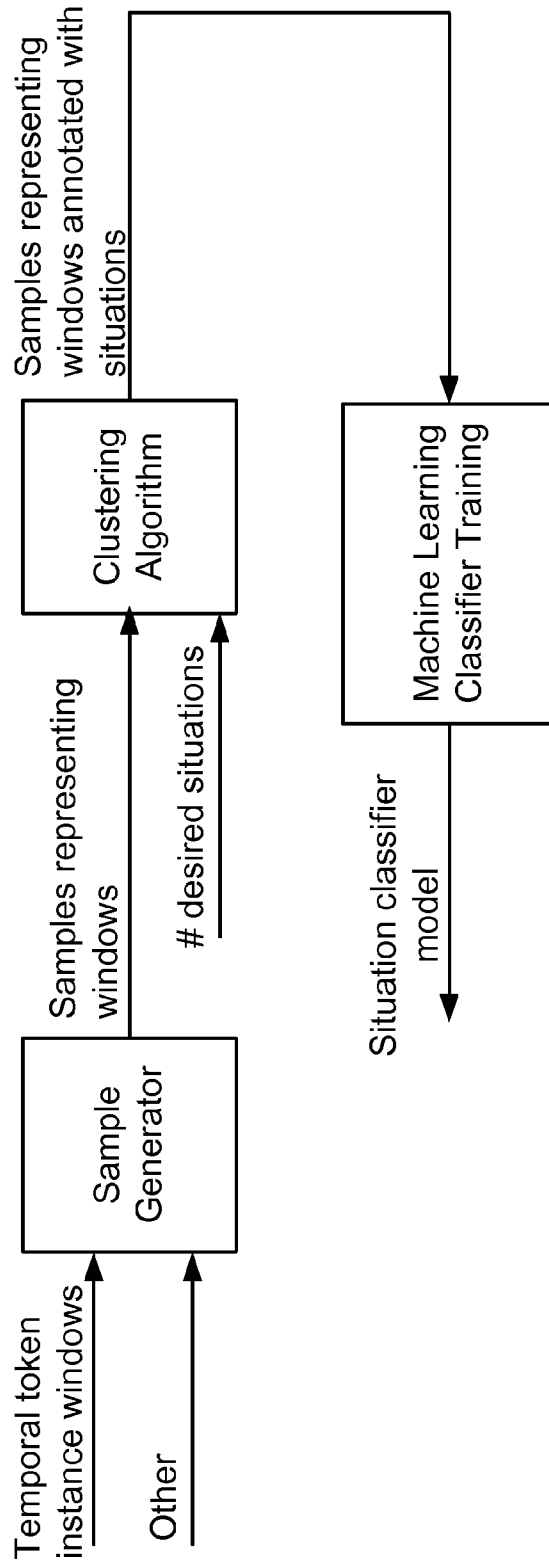 Temporal token
instance windows
Other
Sample
Generator
Samples representing
windows
# desired situations
Clustering
Algorithm
Samples representing
windows annotated with
situations
Machine Learning
Classifier Training
Situation classifier
model